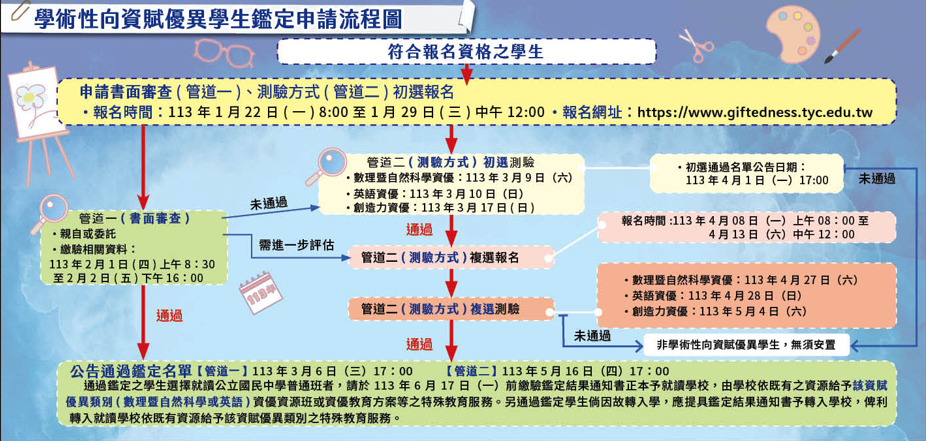 學術性向資賦優異學生鑑定申請流程圖
符合報名資格之學生
申請書面審查(管道一)、測驗方式(管道二)初選報名
・報名時間：113 年 1 月 22 日 ( 一 ) 8:00 至 1 月 29 日 ( 三 ) 中午 12:00 ・報名網址：https://www.giftedness.tyc.edu.tw
管道二 ( 測驗方式 ) 初選測驗
・數理暨自然科學資優：113 年 3 月 9 日（六）
・英語資優：113 年 3 月 10 日（日）
・創造力資優：113 年 3 月 17 日 ( 日 )
・初選通過名單公告日期：
113 年 4 月 1 日（一）17:00
未通過
未通過
管道一 ( 書面審查 )
・親自或委託
・繳驗相關資料：
113 年 2 月 1 日 ( 四 ) 上午 8：30
至 2 月 2 日 ( 五 ) 下午 16：00
通過
需進一步評估
管道二 ( 測驗方式 ) 複選報名
報名時間 :113 年 4 月 08 日（一）上午 08：00 至
4 月 13 日（六）中午 12：00
113年
管道二 ( 測驗方式 ) 複選測驗
・數理暨自然科學資優：113 年 4 月 27 日（六）
・英語資優：113 年 4 月 28 日（日）
・創造力資優：113 年 5 月 4 日（六）
通過
通過
未通過
非學術性向資賦優異學生，無須安置
公告通過鑑定名單【管道一】113 年 3 月 6 日（三）17：00 【管道二】113 年 5 月 16 日（四）17：00
通過鑑定之學生選擇就讀公立國民中學普通班者，請於 113 年 6 月 17 日（一）前繳驗鑑定結果通知書正本予就讀學校，由學校依既有之資源給予該資賦
優異類別 ( 數理暨自然科學或英語 ) 資優資源班或資優教育方案等之特殊教育服務。另通過鑑定學生倘因故轉入學，應提具鑑定結果通知書予轉入學校，俾利
轉入就讀學校依既有資源給予該資賦優異類別之特殊教育服務。